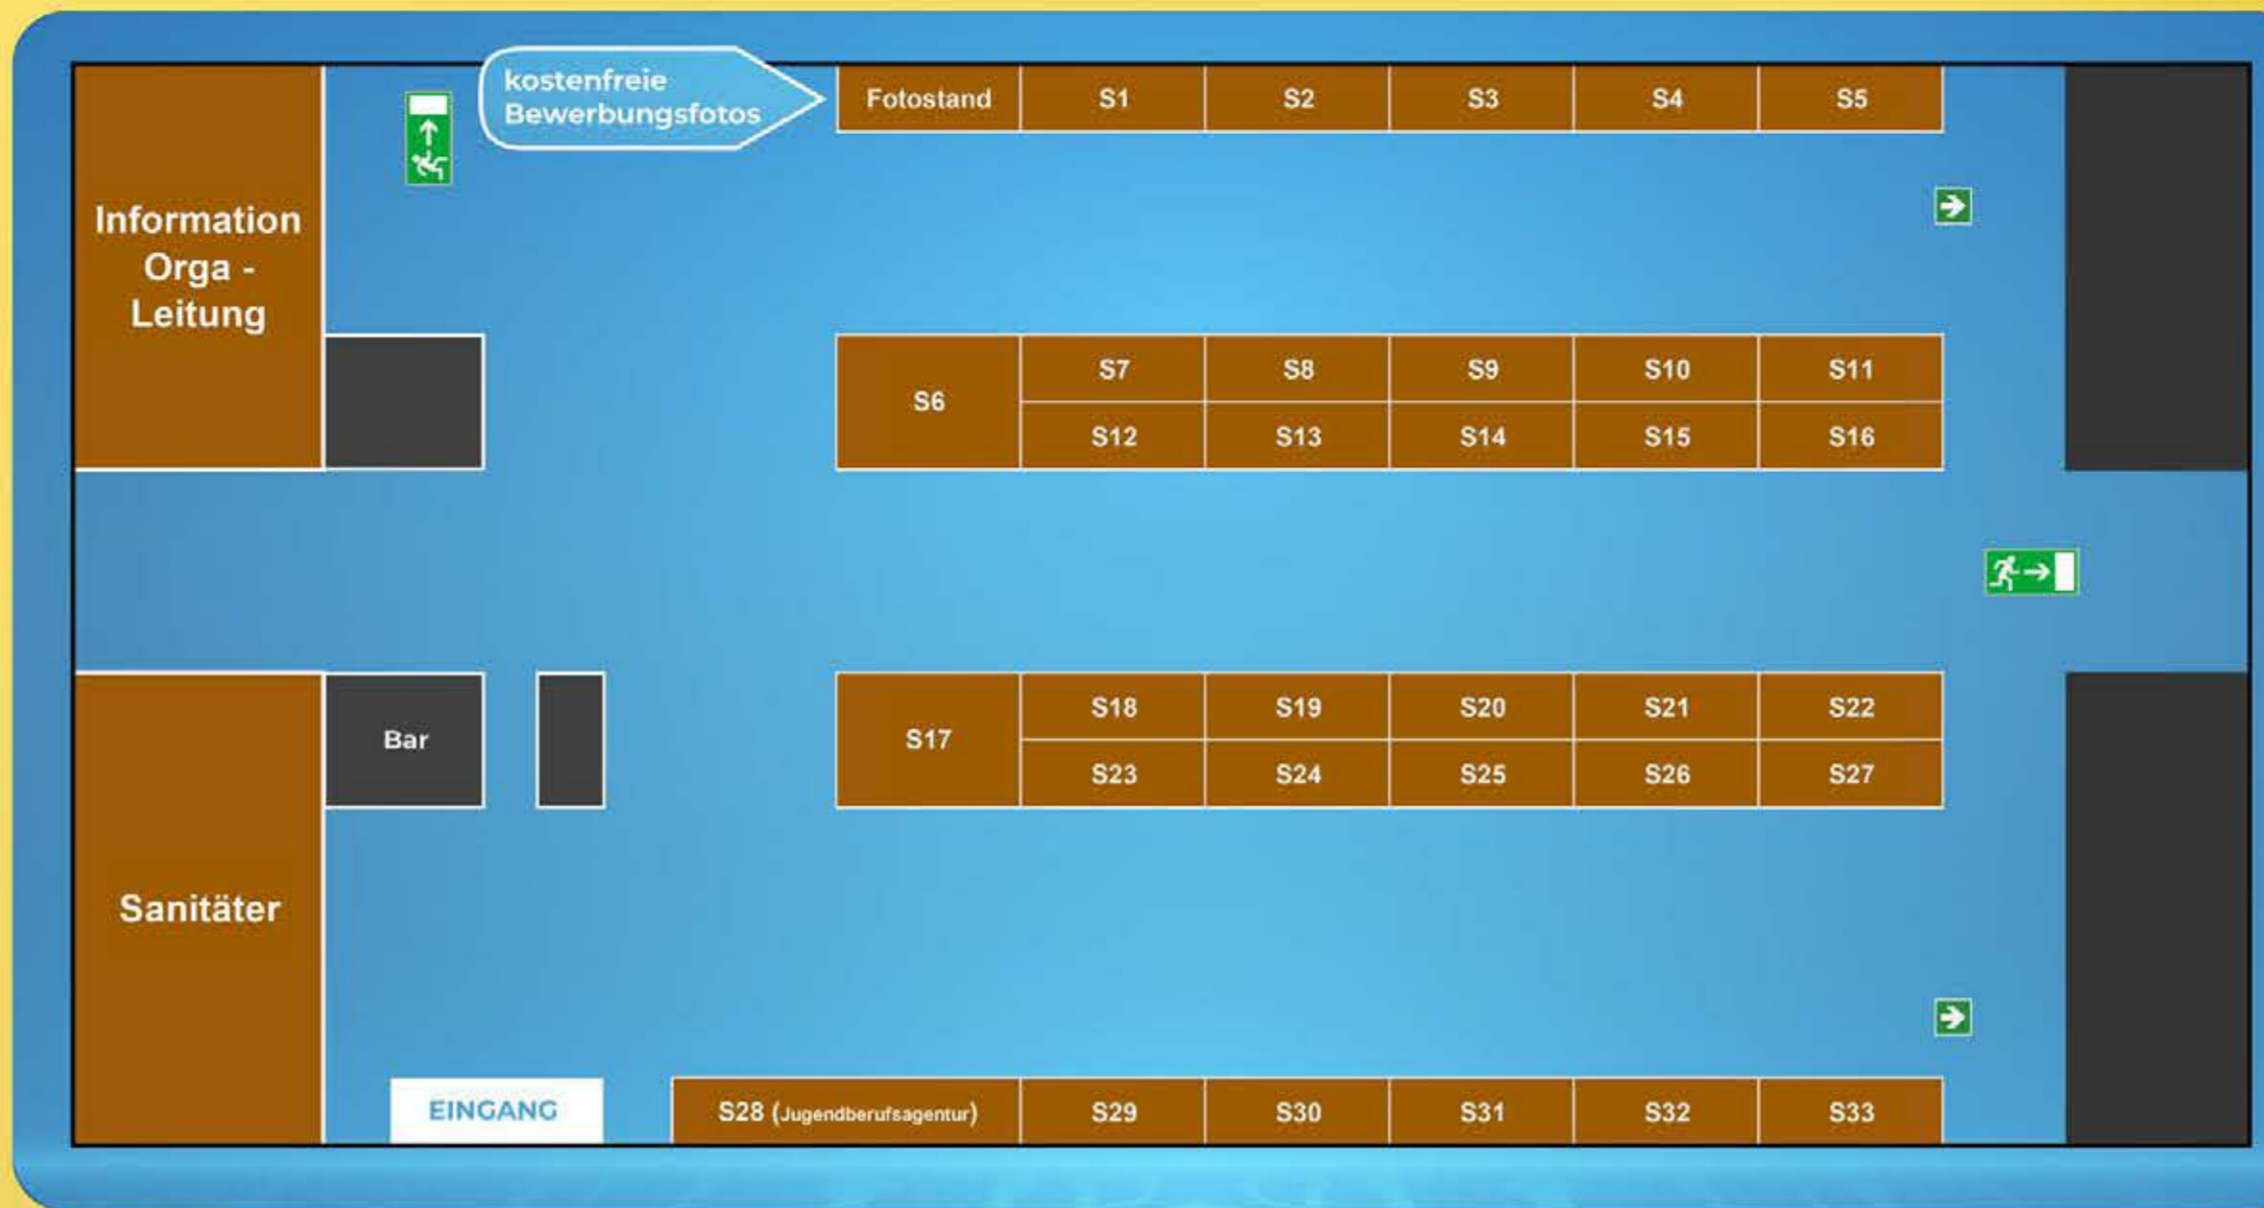 kostenfreie
Bewerbungsfotos
Fotostand S1 S2 S3 S4 S5
Information
Orga -
Leitung
S6
S7 S8 S9 S10 S11
S12 S13 S14 S15 S16
Bar
S17
S18 S19 S20 S21 S22
S23 S24 S25 S26 S27
Sanitäter
EINGANG
S28 (Jugendberufsagentur) S29 S30 S31 S32 S33